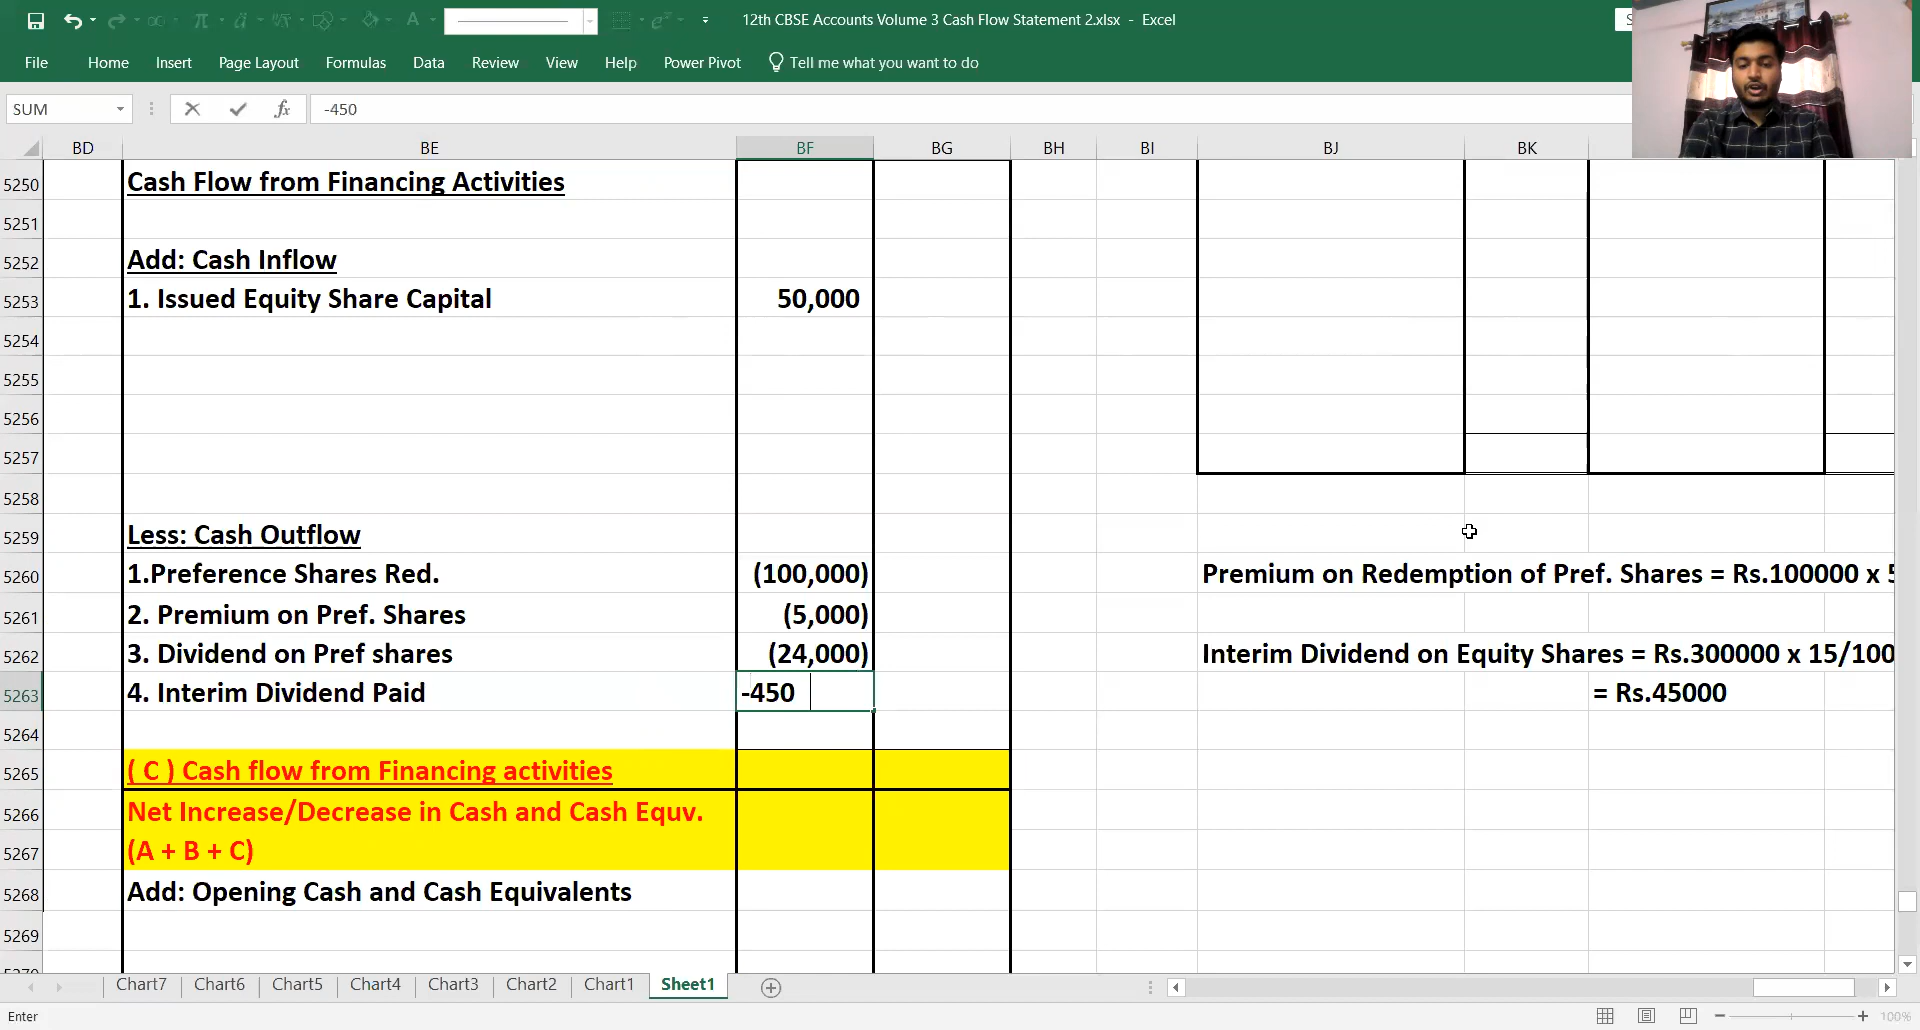 12th CBSE Accounts Volume 3 Cash Flow Statement 2.xlsx - Excel
File Home Insert Page Layout Formulas Data Review View Help Power Pivot Tell me what you want to do
SUM fx -450
BD BE BF BG BH BI BJ BK
5250 Cash Flow from Financing Activities
5251
5252 Add: Cash Inflow
5253 1. Issued Equity Share Capital 50,000
5254
5255
5256
5257
5258
5259 Less: Cash Outflow
5260 1.Preference Shares Red. (100,000) Premium on Redemption of Pref. Shares = Rs.100000 x 5
5261 2. Premium on Pref. Shares (5,000)
5262 3. Dividend on Pref shares (24,000) Interim Dividend on Equity Shares = Rs.300000 x 15/100
5263 4. Interim Dividend Paid -450 = Rs.45000
5264
5265 ( C ) Cash flow from Financing activities
5266 Net Increase/Decrease in Cash and Cash Equv.
5267 (A + B + C)
5268 Add: Opening Cash and Cash Equivalents
5269
Chart7 Chart6 Chart5 Chart4 Chart3 Chart2 Chart1 Sheet1
Enter 100%